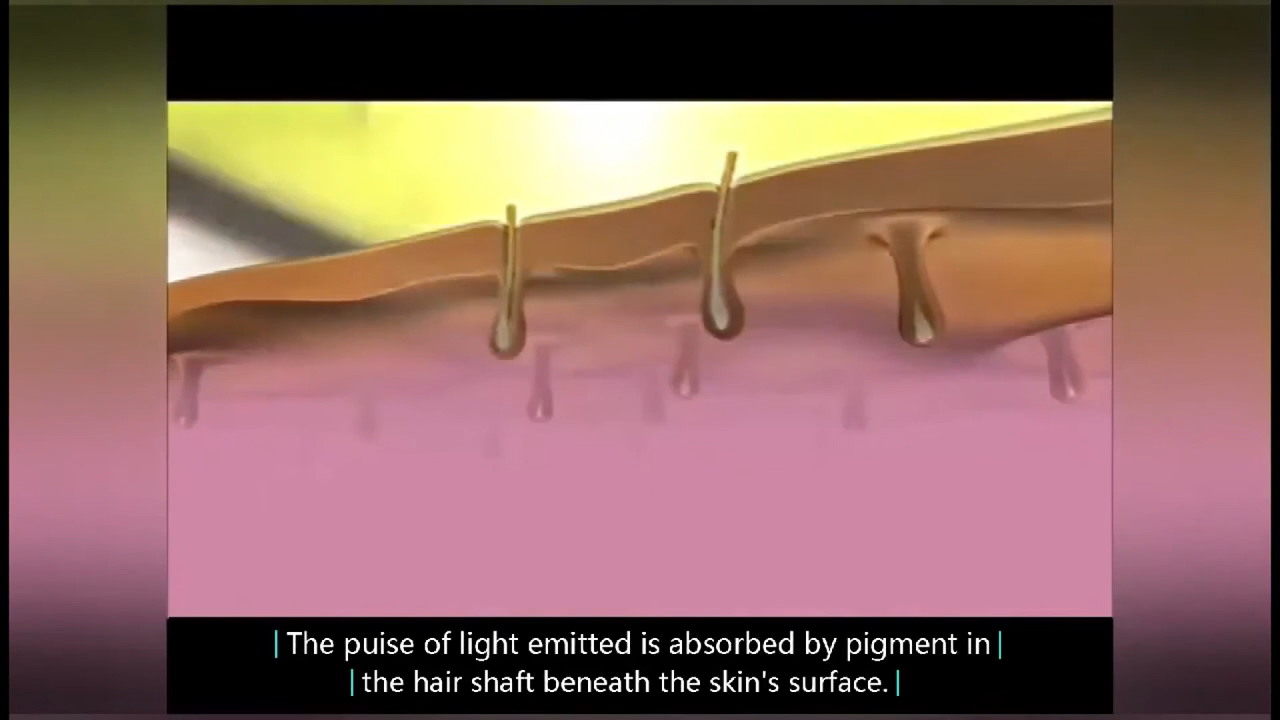 The puise of light emitted is absorbed by pigment in
the hair shaft beneath the skin's surface.